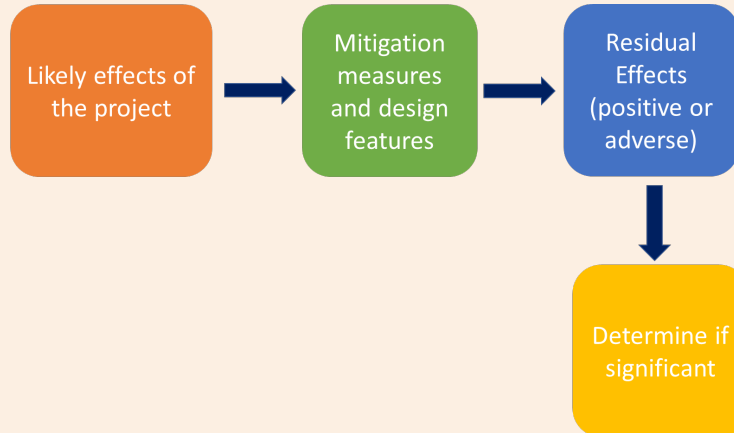 Likely effects of
the project
Mitigation
measures
and design
features
Residual
Effects
(positive or
adverse)
Determine if
significant